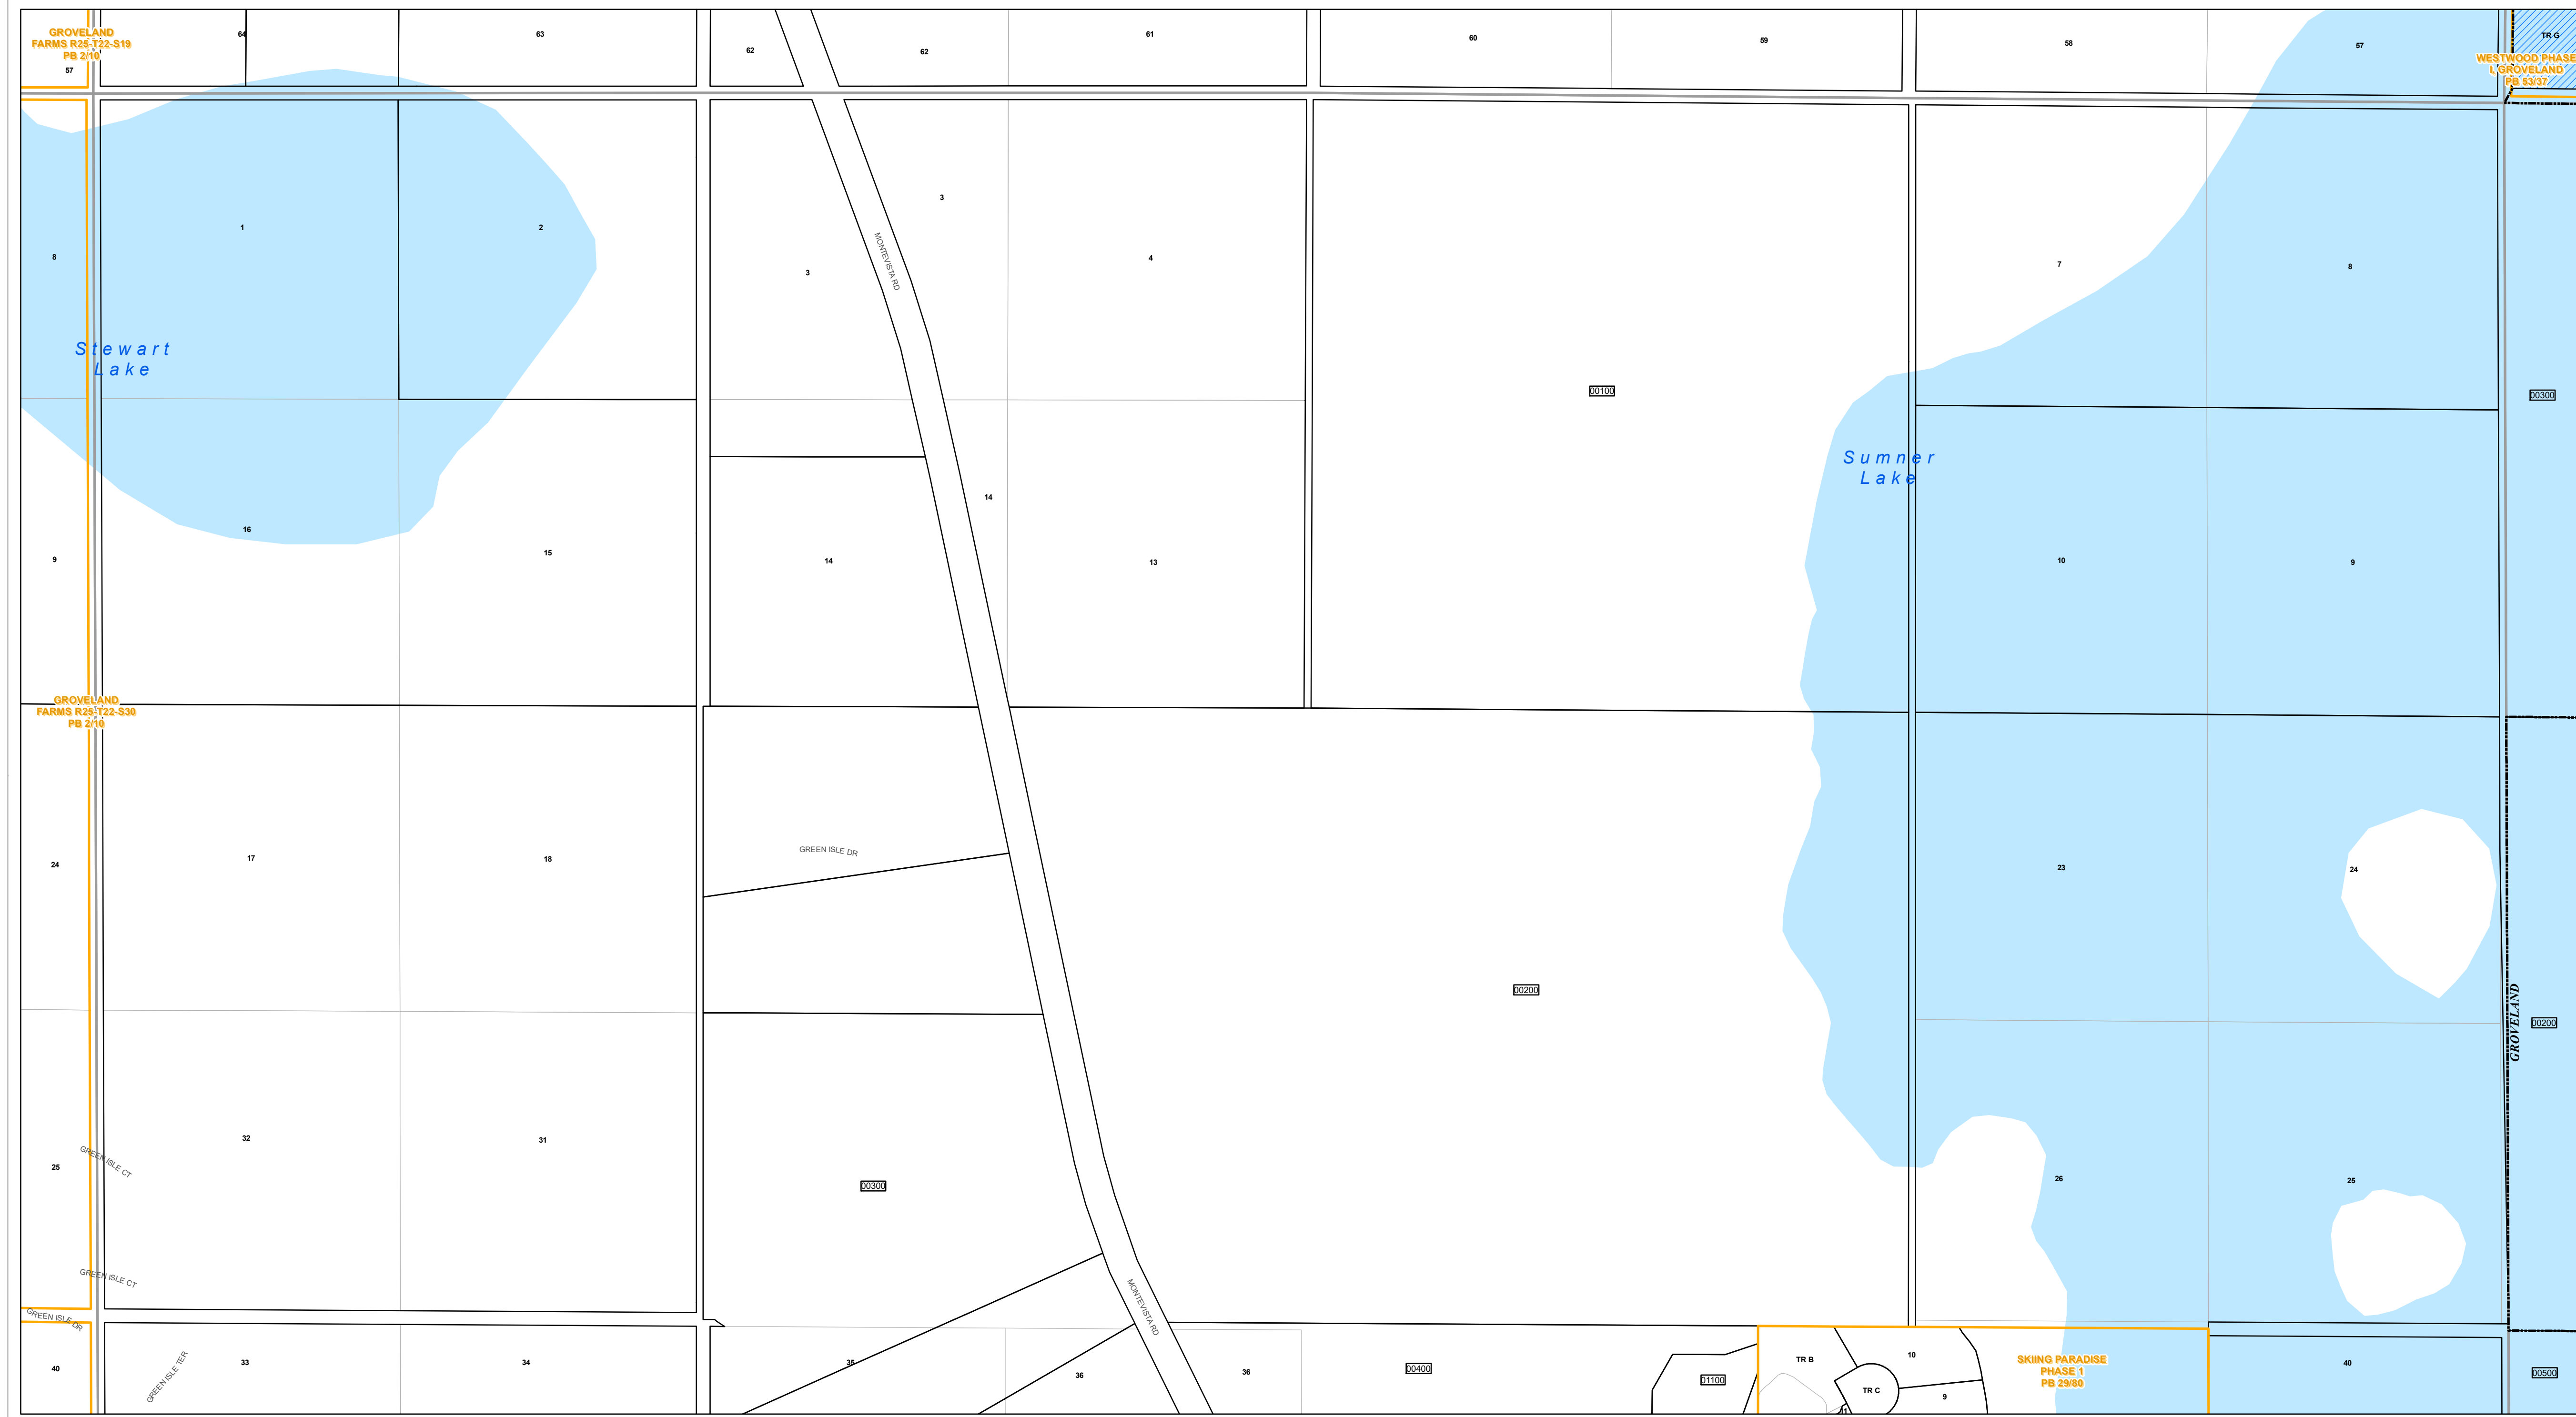 GROVELAND
FARMS R25-T22-S19
PB 2/10
57
64
63
62
62
61
60
59
58
57
TR G
WESTWOOD PHASE
I, GROVELAND
PB 53/37
8
1
2
3
3
4
7
8
MONTEVISTA RD
Stewart
Lake
00100
00300
Sumner
Lake
9
16
15
14
14
13
10
9
GROVELAND
FARMS R25-T22-S30
PB 2/10
24
17
18
GREEN ISLE DR
23
24
00200
GROVELAND
00200
25
32
31
GREEN ISLE CT
00300
26
25
GREEN ISLE CT
GREEN ISLE DR
MONTEVISTA RD
40
33
GREEN ISLE TER
34
35
36
36
00400
01100
TR B
TR C
10
9
11
SKIING PARADISE
PHASE 1
PB 29/80
40
00500